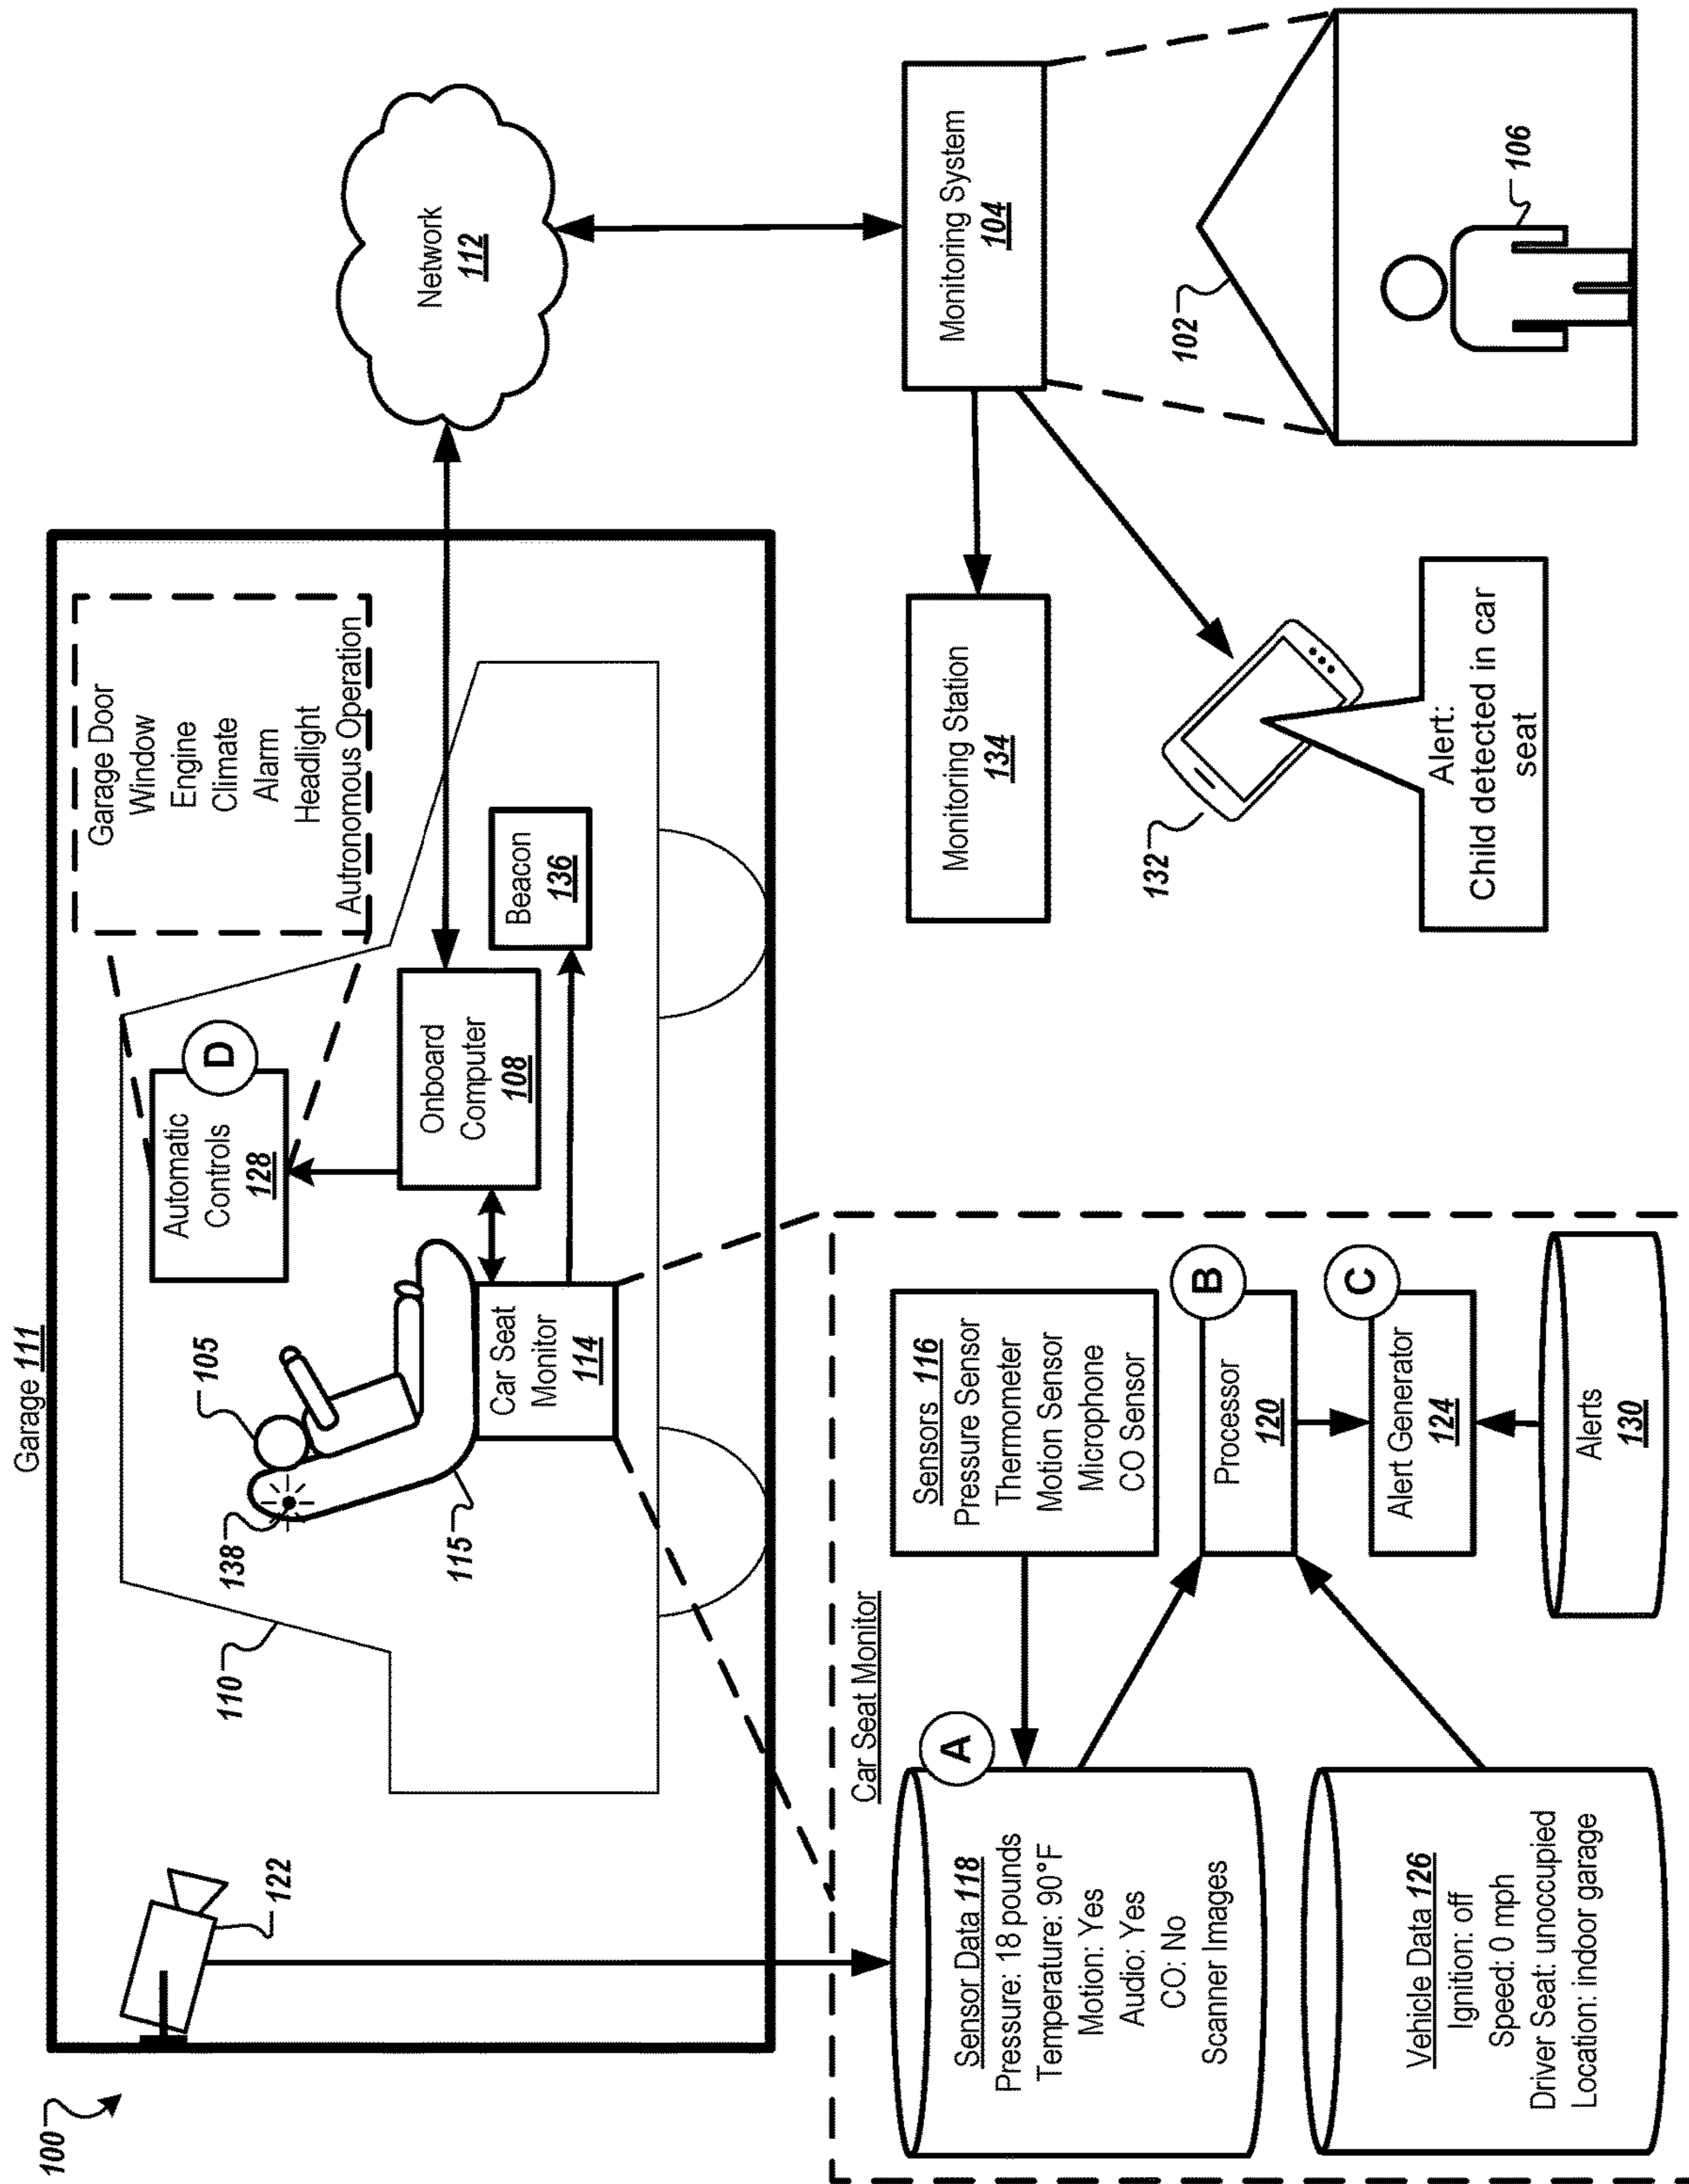 100
Garage 111
122
110
138
105
115
Car Seat
Monitor
114
Automatic
Controls
128
D
Onboard
Computer
108
Beacon
136
Garage Door
Window
Engine
Climate
Alarm
Headlight
Autronomous Operation
Network
112
Car Seat Monitor
A
Sensor Data 118
Pressure: 18 pounds
Temperature: 90°F
Motion: Yes
Audio: Yes
CO: No
Scanner Images
Vehicle Data 126
Ignition: off
Speed: 0 mph
Driver Seat: unoccupied
Location: indoor garage
Sensors 116
Pressure Sensor
Thermometer
Motion Sensor
Microphone
CO Sensor
B
Processor
120
C
Alert Generator
124
Alerts
130
Monitoring Station
134
132
Alert:
Child detected in car
seat
Monitoring System
104
102
106